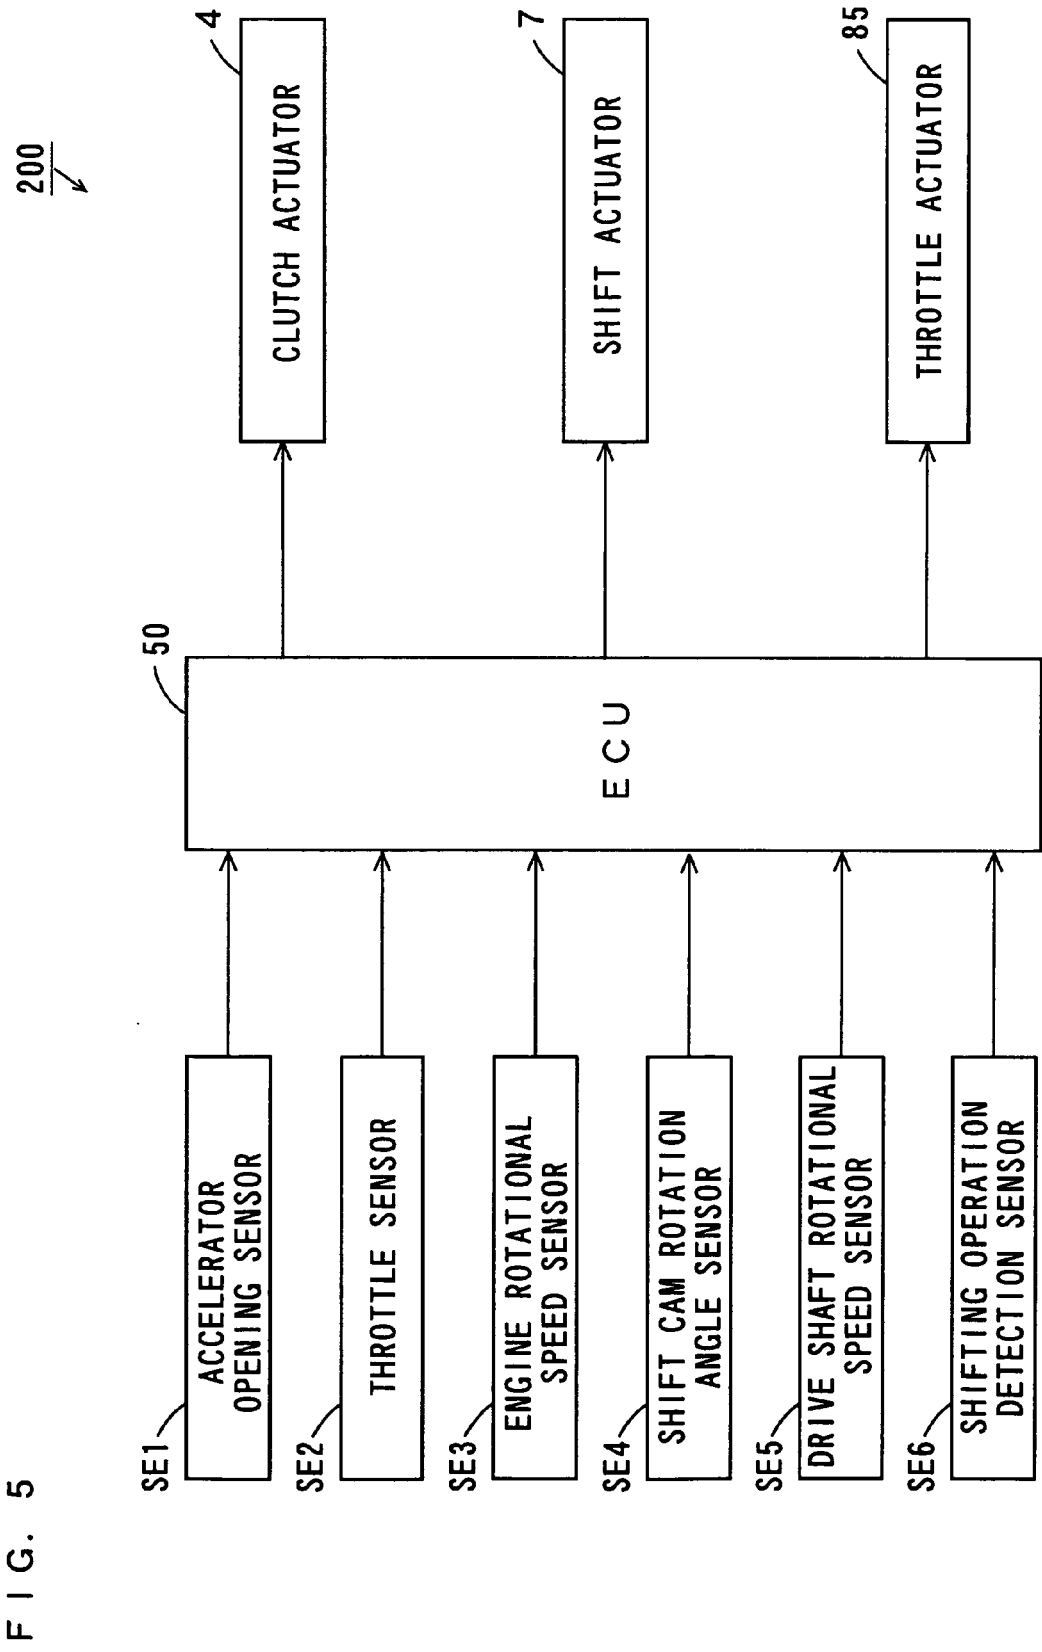 FIG. 5
200
SE1
ACCELERATOR
OPENING SENSOR
SE2
THROTTLE SENSOR
SE3
ENGINE ROTATIONAL
SPEED SENSOR
SE4
SHIFT CAM ROTATION
ANGLE SENSOR
SE5
DRIVE SHAFT ROTATIONAL
SPEED SENSOR
SE6
SHIFTING OPERATION
DETECTION SENSOR
50
ECU
4
CLUTCH ACTUATOR
7
SHIFT ACTUATOR
85
THROTTLE ACTUATOR